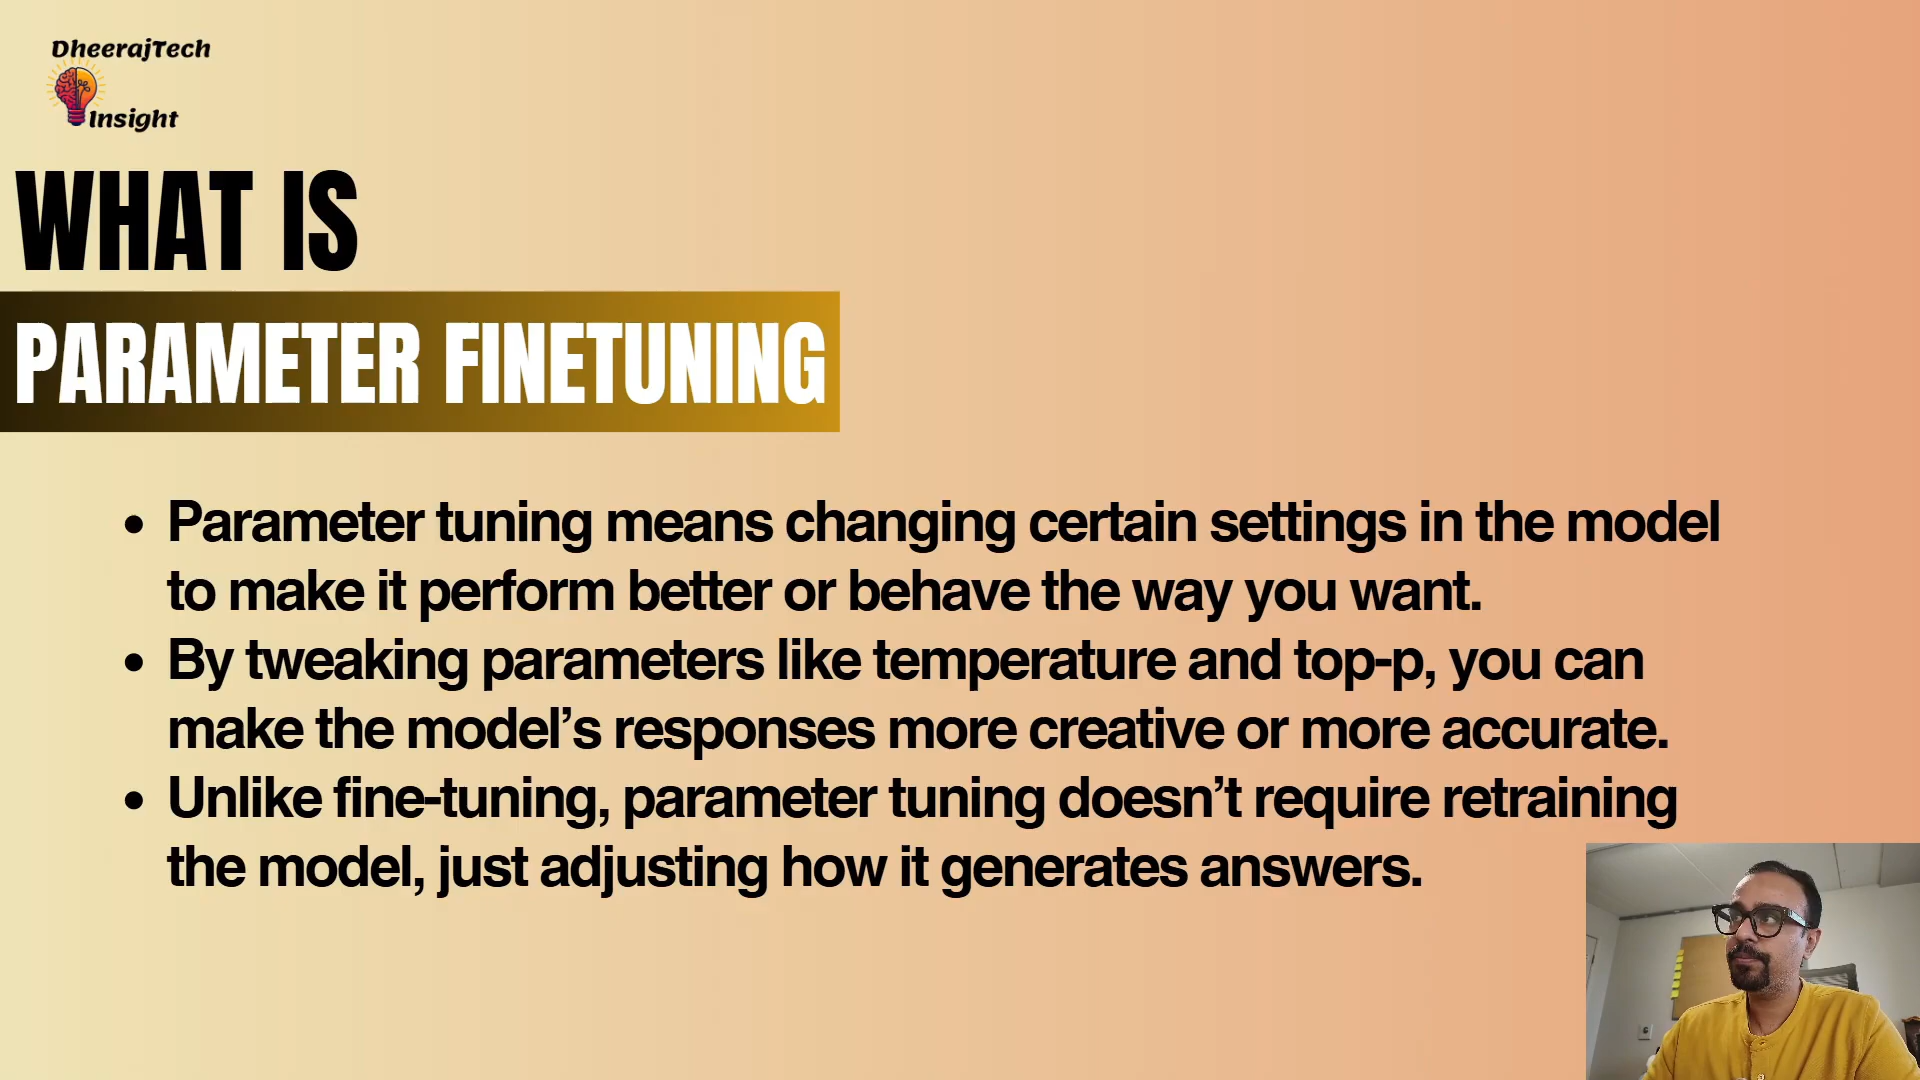 DheerajTech
Insight
WHAT IS
PARAMETER FINETUNING
• Parameter tuning means changing certain settings in the model
to make it perform better or behave the way you want.
• By tweaking parameters like temperature and top-p, you can
make the model’s responses more creative or more accurate.
• Unlike fine-tuning, parameter tuning doesn’t require retraining
the model, just adjusting how it generates answers.